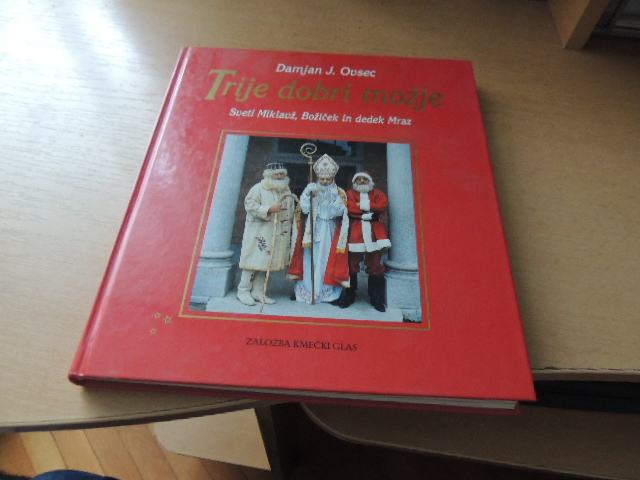 Damjan J. Ovsec
Trije dobri možje
Sveti Miklavž, Božiček in dedek Mraz
ZALOŽBA KMEČKI GLAS